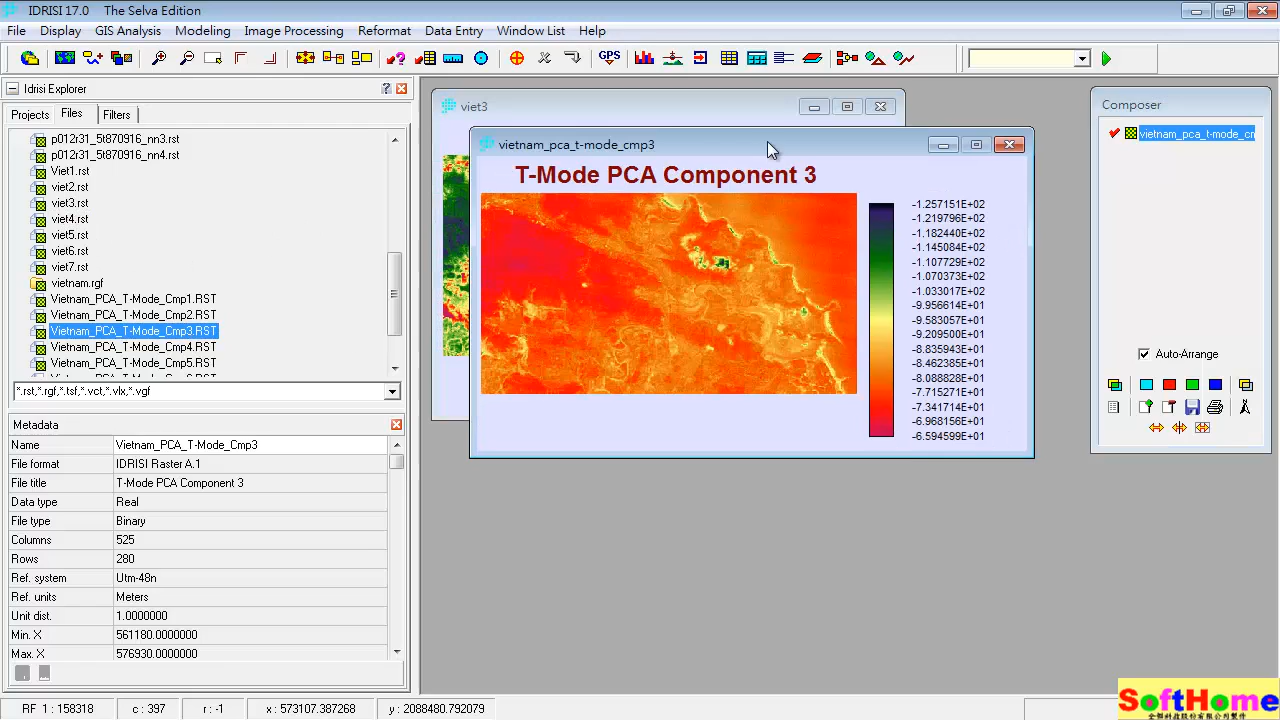 IDRISI 17.0 The Selva Edition
File Display GIS Analysis Modeling Image Processing Reformat Data Entry Window List Help
GPS
Idrisi Explorer
Projects Files Filters
p012r31_5t870916_nn3.rst
p012r31_5t870916_nn4.rst
Viet1.rst
viet2.rst
viet3.rst
viet4.rst
viet5.rst
viet6.rst
viet7.rst
vietnam.rgf
Vietnam_PCA_T-Mode_Cmp1.RST
Vietnam_PCA_T-Mode_Cmp2.RST
Vietnam_PCA_T-Mode_Cmp3.RST
Vietnam_PCA_T-Mode_Cmp4.RST
Vietnam_PCA_T-Mode_Cmp5.RST
*.rst,*.rgf,*.tsf,*.vct,*.vlx,*.vgf
Metadata
Name Vietnam_PCA_T-Mode_Cmp3
File format IDRISI Raster A.1
File title T-Mode PCA Component 3
Data type Real
File type Binary
Columns 525
Rows 280
Ref. system Utm-48n
Ref. units Meters
Unit dist. 1.0000000
Min. X 561180.0000000
Max. X 576930.0000000
viet3
vietnam_pca_t-mode_cmp3
T-Mode PCA Component 3
-1.257151E+02
-1.219796E+02
-1.182440E+02
-1.145084E+02
-1.107729E+02
-1.070373E+02
-1.033017E+02
-9.956614E+01
-9.583057E+01
-9.209500E+01
-8.835943E+01
-8.462385E+01
-8.088828E+01
-7.715271E+01
-7.341714E+01
-6.968156E+01
-6.594599E+01
Composer
vietnam_pca_t-mode_cm
Auto-Arrange
RF 1 : 158318 c : 397 r : -1 x : 573107.387268 y : 2088480.792079
SoftHome